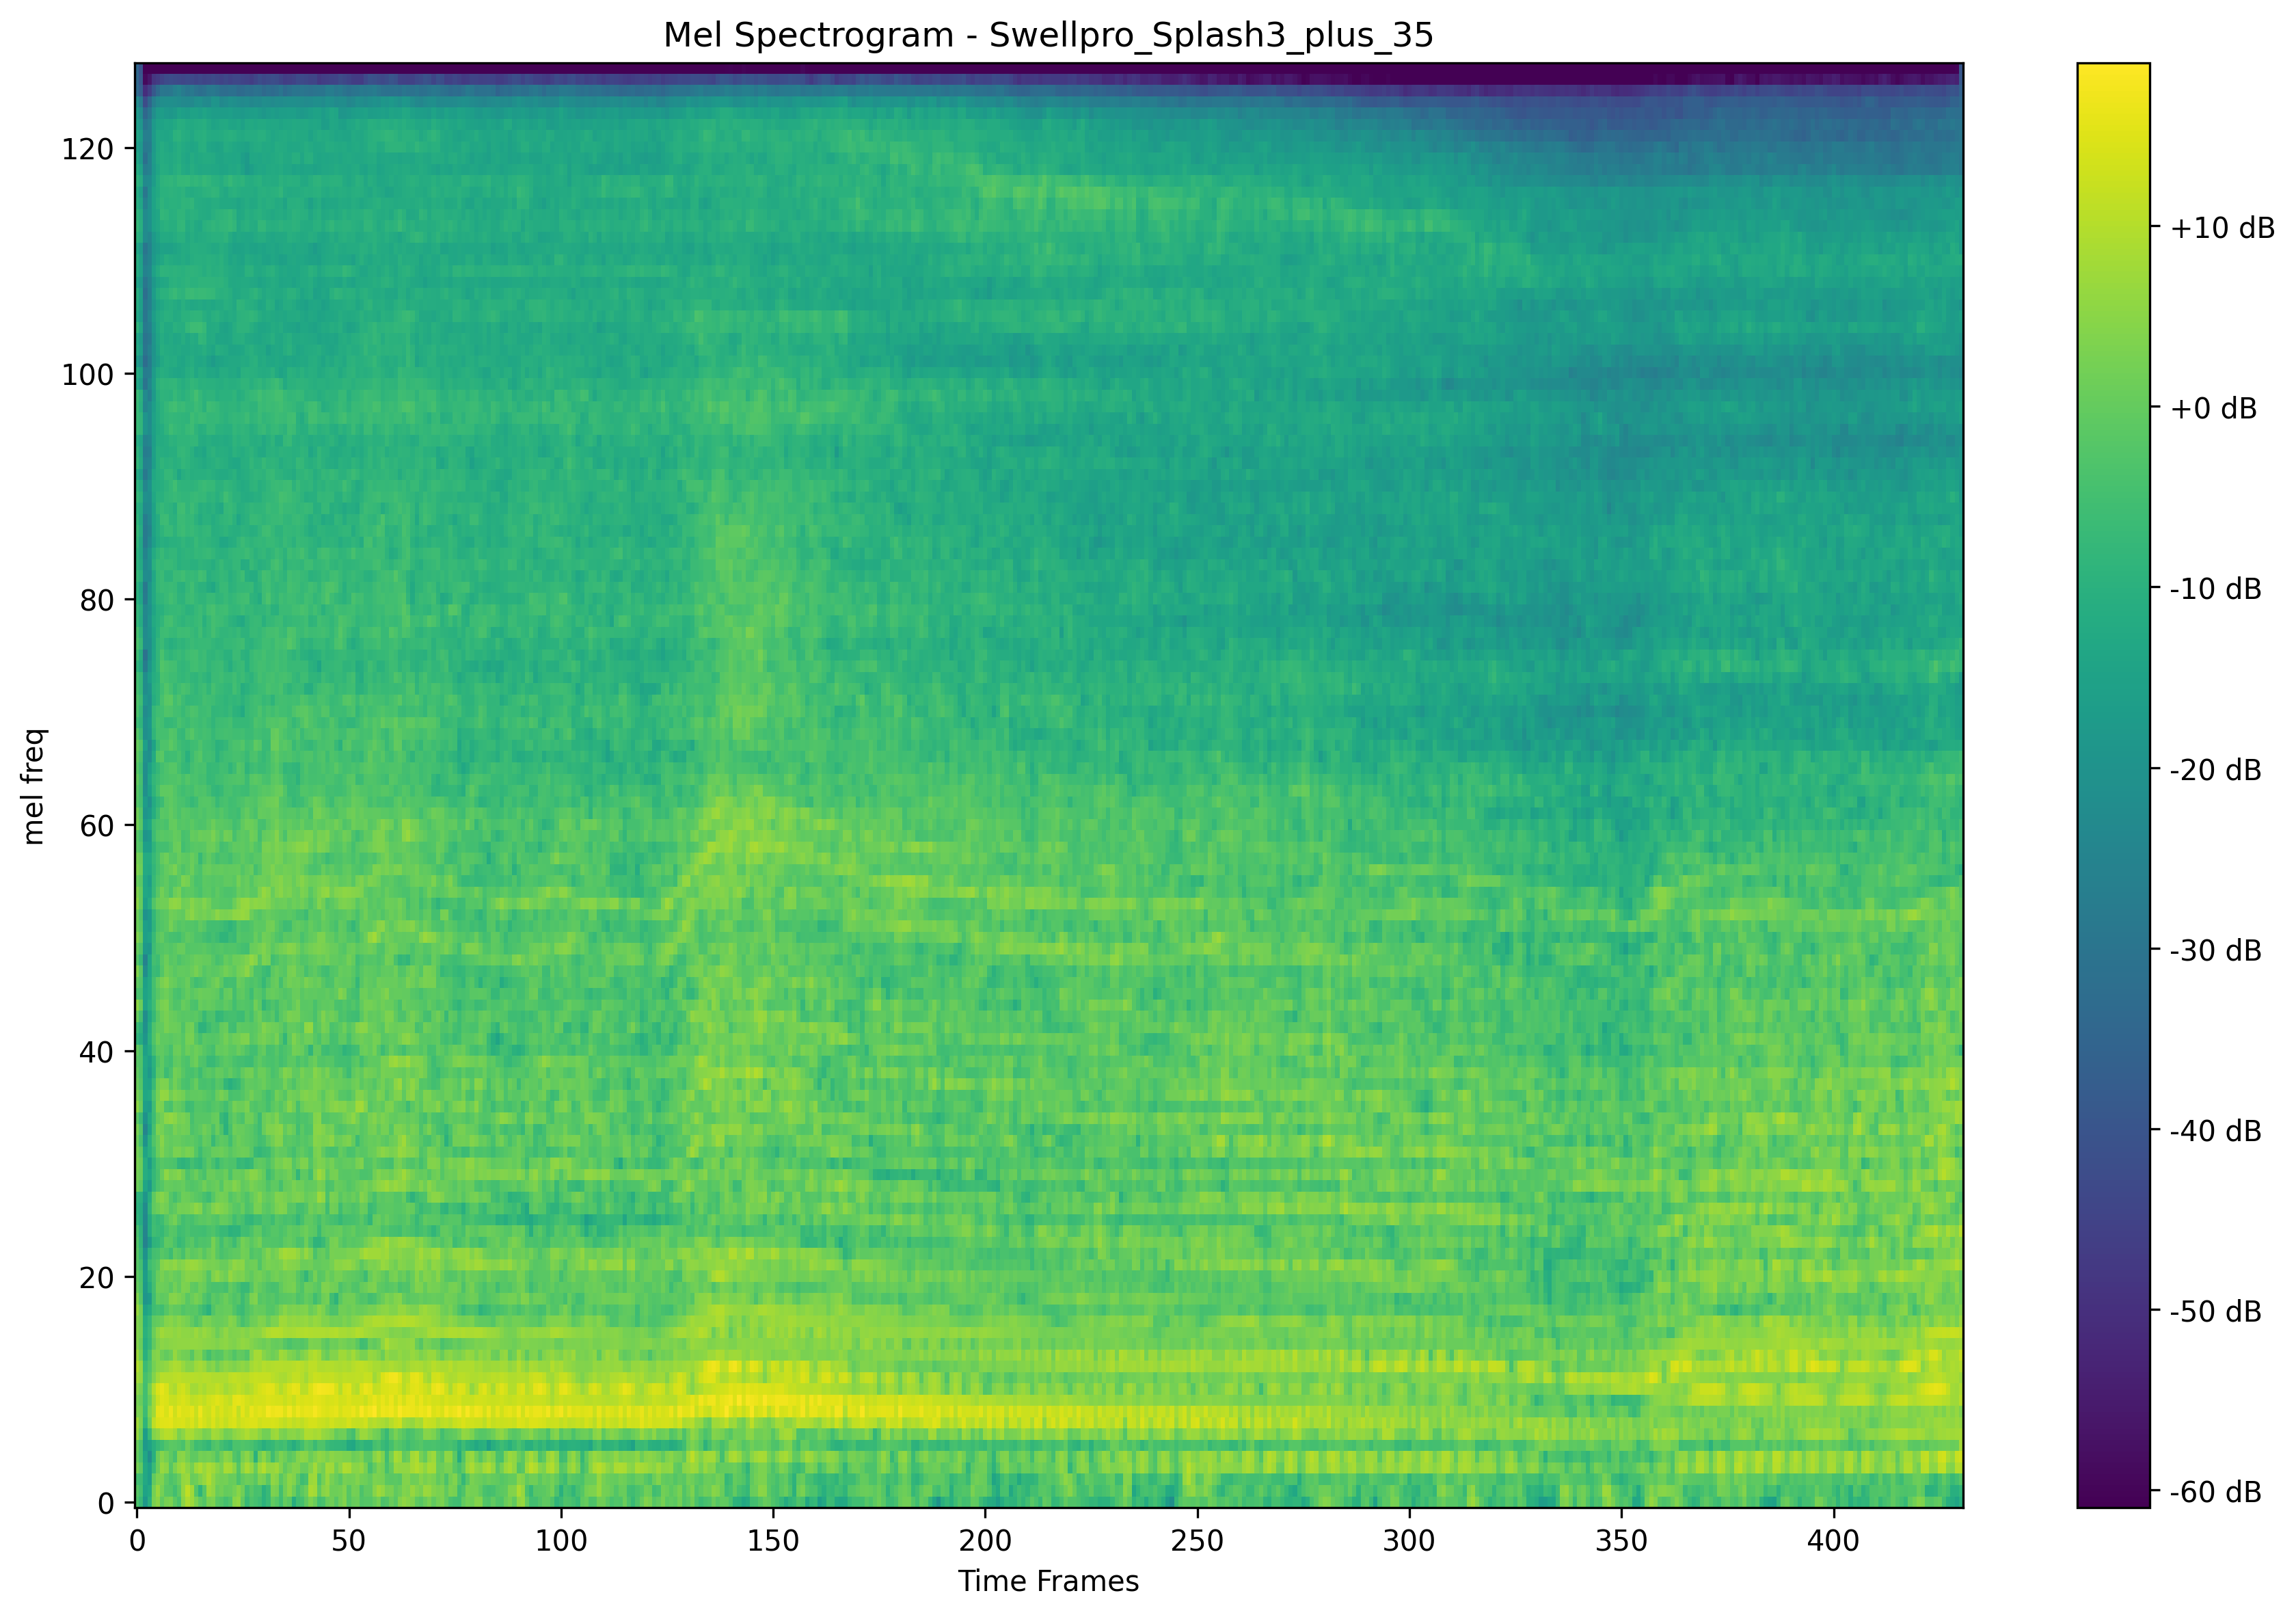 Mel Spectrogram - Swellpro_Splash3_plus_35
mel freq
120
100
80
60
40
20
0
0 50 100 150 200 250 300 350 400
Time Frames
+10 dB
+0 dB
-10 dB
-20 dB
-30 dB
-40 dB
-50 dB
-60 dB